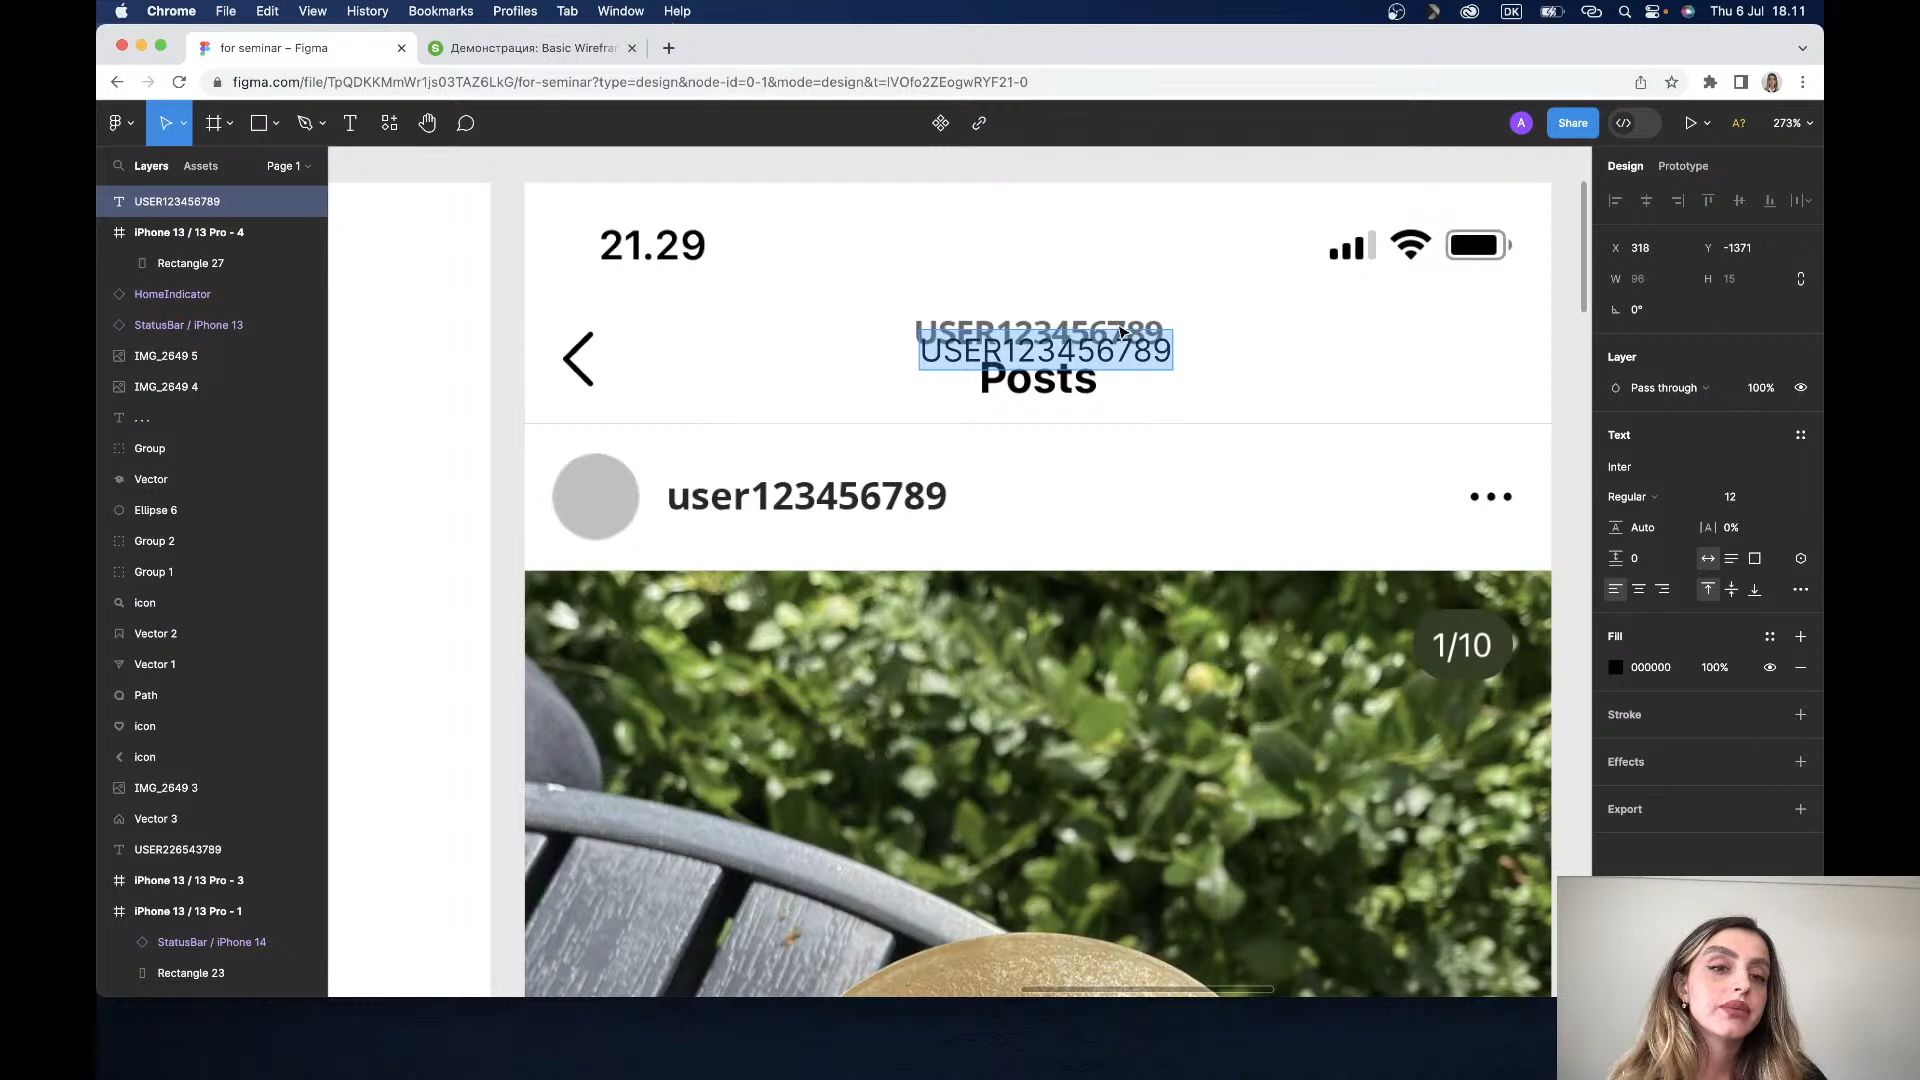 Chrome File Edit View History Bookmarks Profiles Tab Window Help DK Thu 6 Jul 18.11
for seminar – Figma
Демонстрация: Basic Wirefra
figma.com/file/TpQDKKMmWr1js03TAZ6LkG/for-seminar?type=design&node-id=0-1&mode=design&t=lVOfo2ZEogwRYF21-0
A Share A? 273%
Layers Assets Page 1
USER123456789
iPhone 13 / 13 Pro - 4
Rectangle 27
HomeIndicator
StatusBar / iPhone 13
IMG_2649 5
IMG_2649 4
. . .
Group
Vector
Ellipse 6
Group 2
Group 1
icon
Vector 2
Vector 1
Path
icon
icon
IMG_2649 3
Vector 3
USER226543789
iPhone 13 / 13 Pro - 3
iPhone 13 / 13 Pro - 1
StatusBar / iPhone 14
Rectangle 23
21.29
USER123456789
USER123456789
Posts
user123456789
1/10
Design Prototype
X 318 Y -1371
W 96 H 15
0°
Layer
Pass through 100%
Text
Inter
Regular 12
Auto 0%
0
Fill
000000 100%
Stroke
Effects
Export